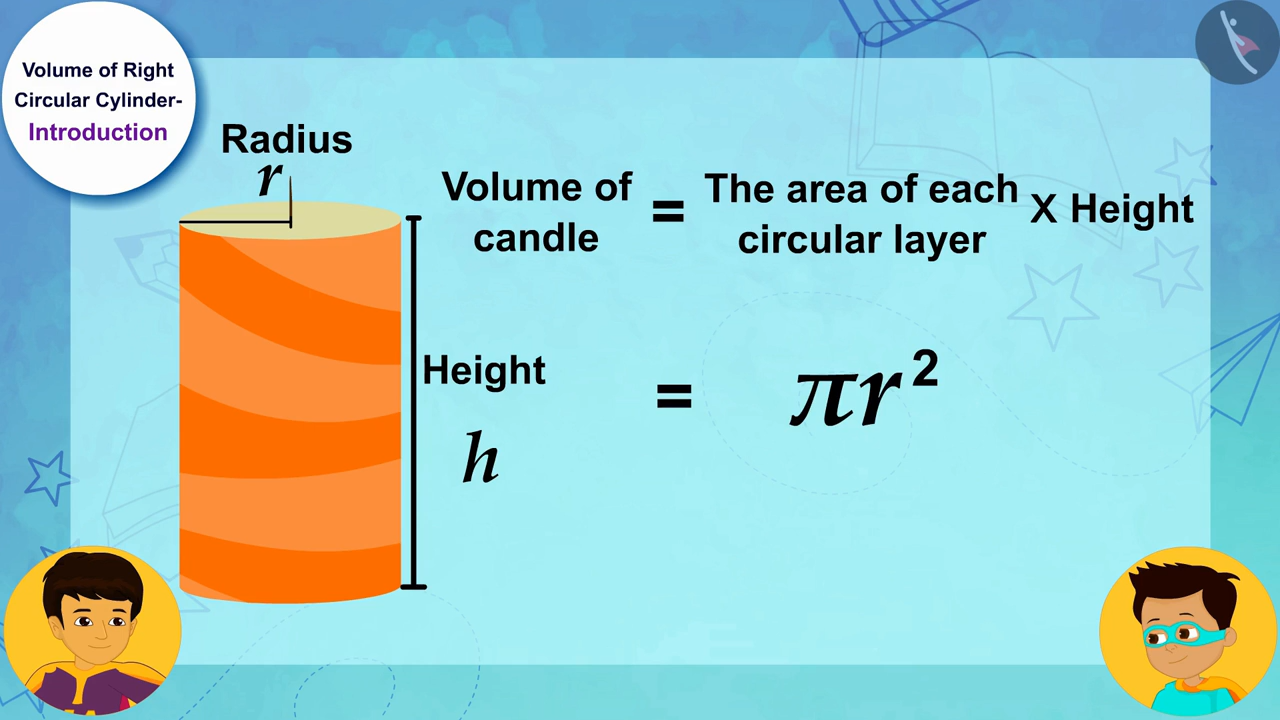 Volume of Right
Circular Cylinder-
Introduction
Radius
r
Volume of
candle
=
The area of each
circular layer
X Height
Height
h
= πr²